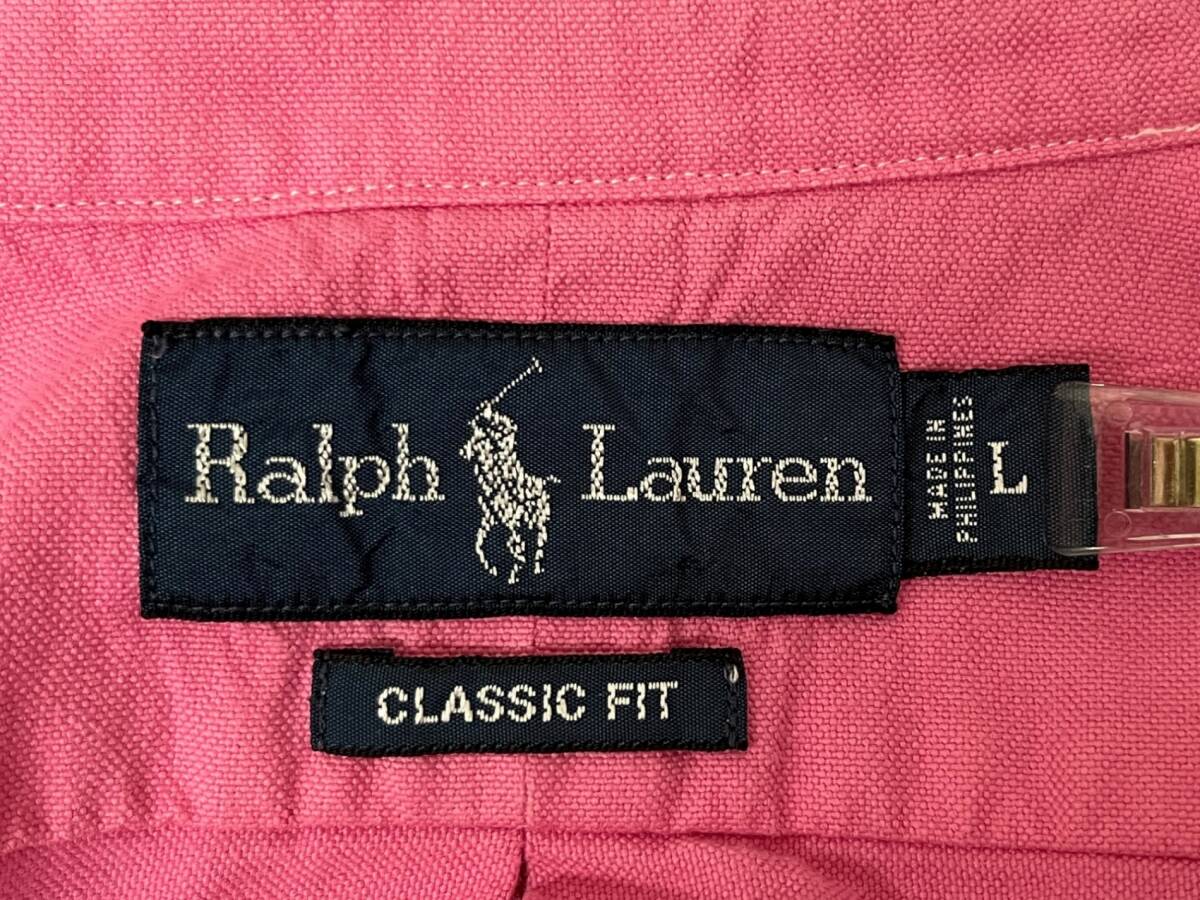 Ralph Lauren
MADE IN
PHILIPPINES
L
CLASSIC FIT